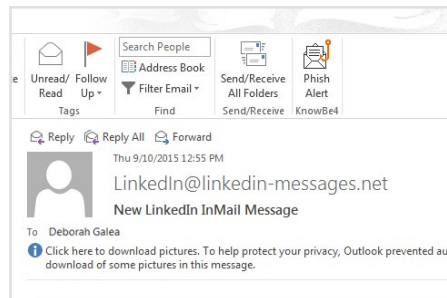 Search People
Address Book
Filter Email
Unread/ Follow
Read Up
Send/Receive
All Folders
Phish
Alert
Tags
Find
Send/Receive
KnowBe4
Reply Reply All Forward
Thu 9/10/2015 12:55 PM
LinkedIn@linkedin-messages.net
New LinkedIn InMail Message
To Deborah Galea
Click here to download pictures. To help protect your privacy, Outlook prevented au
download of some pictures in this message.